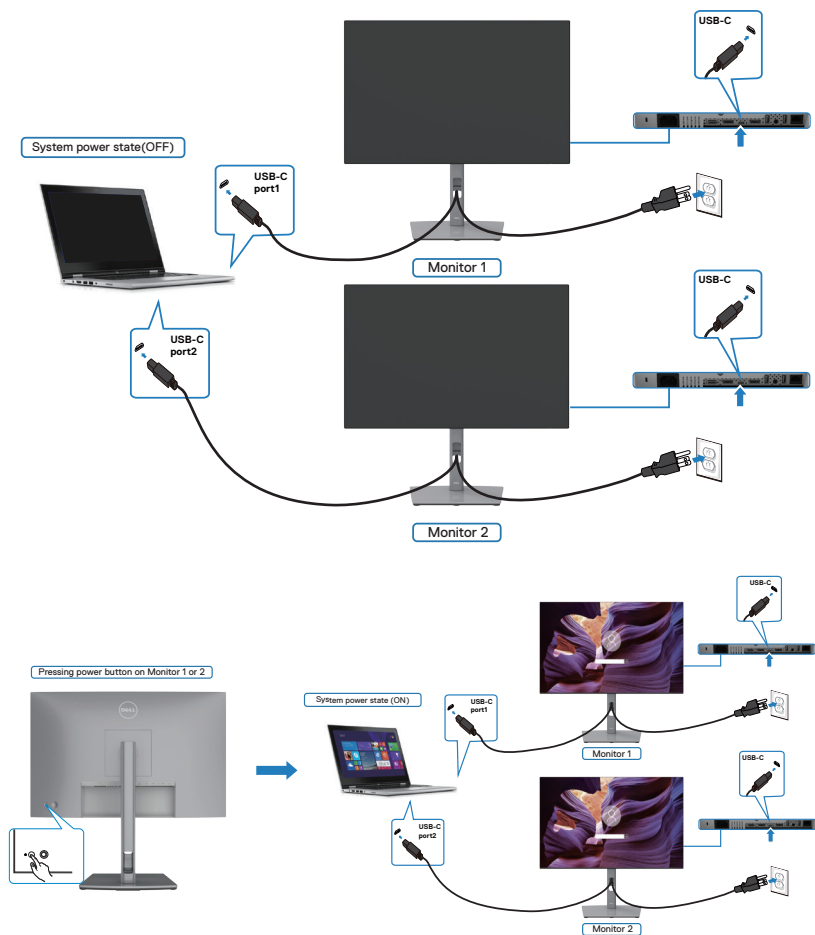 USB-C
System power state(OFF)
USB-C
port1
Monitor 1
USB-C
USB-C
port2
Monitor 2
USB-C
Pressing power button on Monitor 1 or 2
DELL
System power state (ON)
USB-C
port1
Monitor 1
USB-C
USB-C
port2
Monitor 2